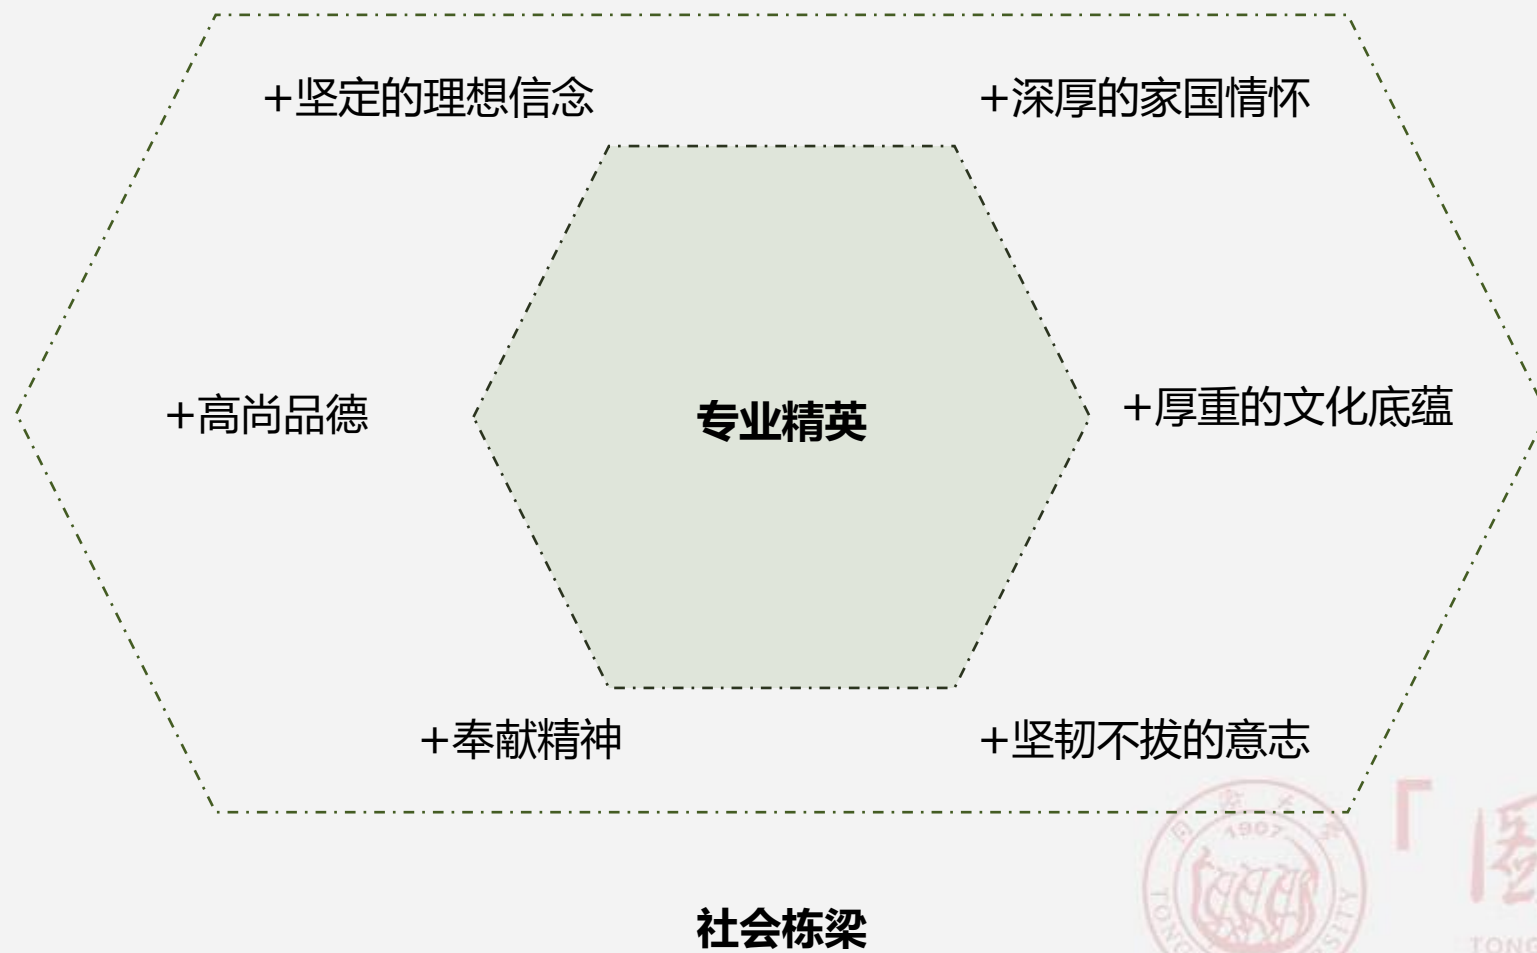 +坚定的理想信念
+深厚的家国情怀
+高尚品德
专业精英
+厚重的文化底蕴
+奉献精神
+坚韧不拔的意志
1907
社会栋梁
TONG